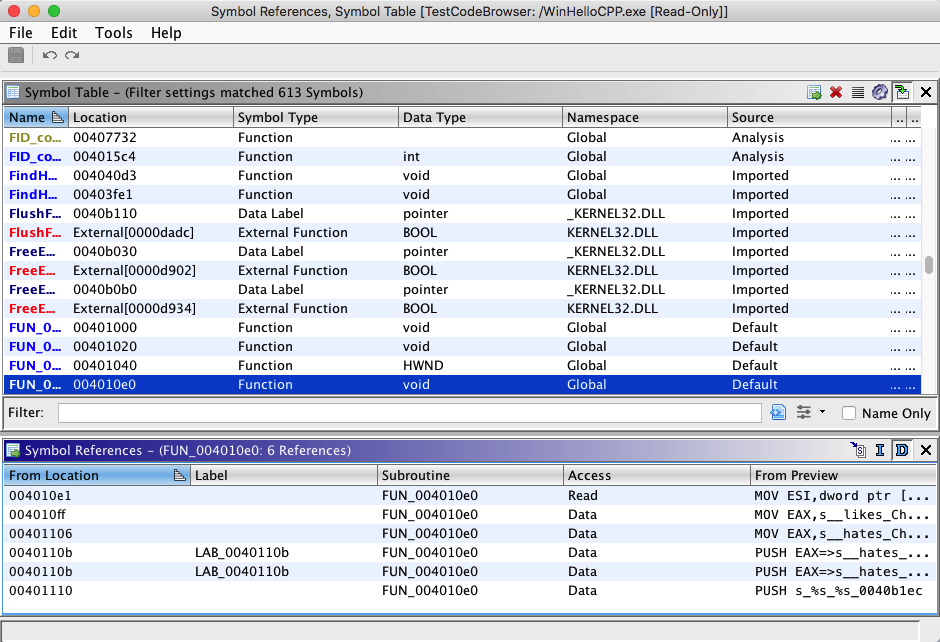 Symbol References, Symbol Table [TestCodeBrowser: /WinHelloCPP.exe [Read-Only]]
File Edit Tools Help
Symbol Table – (Filter settings matched 613 Symbols)
Name Location Symbol Type Data Type Namespace Source .. ..
FID_co... 00407732 Function Global Analysis ... ...
FID_co... 004015c4 Function int Global Analysis ... ...
FindH... 004040d3 Function void Global Imported ... ...
FindH... 00403fe1 Function void Global Imported ... ...
FlushF... 0040b110 Data Label pointer _KERNEL32.DLL Imported ... ...
FlushF... External[0000dadc] External Function BOOL KERNEL32.DLL Imported ... ...
FreeE... 0040b030 Data Label pointer _KERNEL32.DLL Imported ... ...
FreeE... External[0000d902] External Function BOOL KERNEL32.DLL Imported ... ...
FreeE... 0040b0b0 Data Label pointer _KERNEL32.DLL Imported ... ...
FreeE... External[0000d934] External Function BOOL KERNEL32.DLL Imported ... ...
FUN_0... 00401000 Function void Global Default ... ...
FUN_0... 00401020 Function void Global Default ... ...
FUN_0... 00401040 Function HWND Global Default ... ...
FUN_0... 004010e0 Function void Global Default ... ...
Filter: Name Only
Symbol References – (FUN_004010e0: 6 References) S I D
From Location Label Subroutine Access From Preview
004010e1 FUN_004010e0 Read MOV ESI,dword ptr [...
004010ff FUN_004010e0 Data MOV EAX,s__likes_Ch...
00401106 FUN_004010e0 Data MOV EAX,s__hates_Ch...
0040110b LAB_0040110b FUN_004010e0 Data PUSH EAX=>s__hates_...
0040110b LAB_0040110b FUN_004010e0 Data PUSH EAX=>s__hates_...
00401110 FUN_004010e0 Data PUSH s_%s_%s_0040b1ec